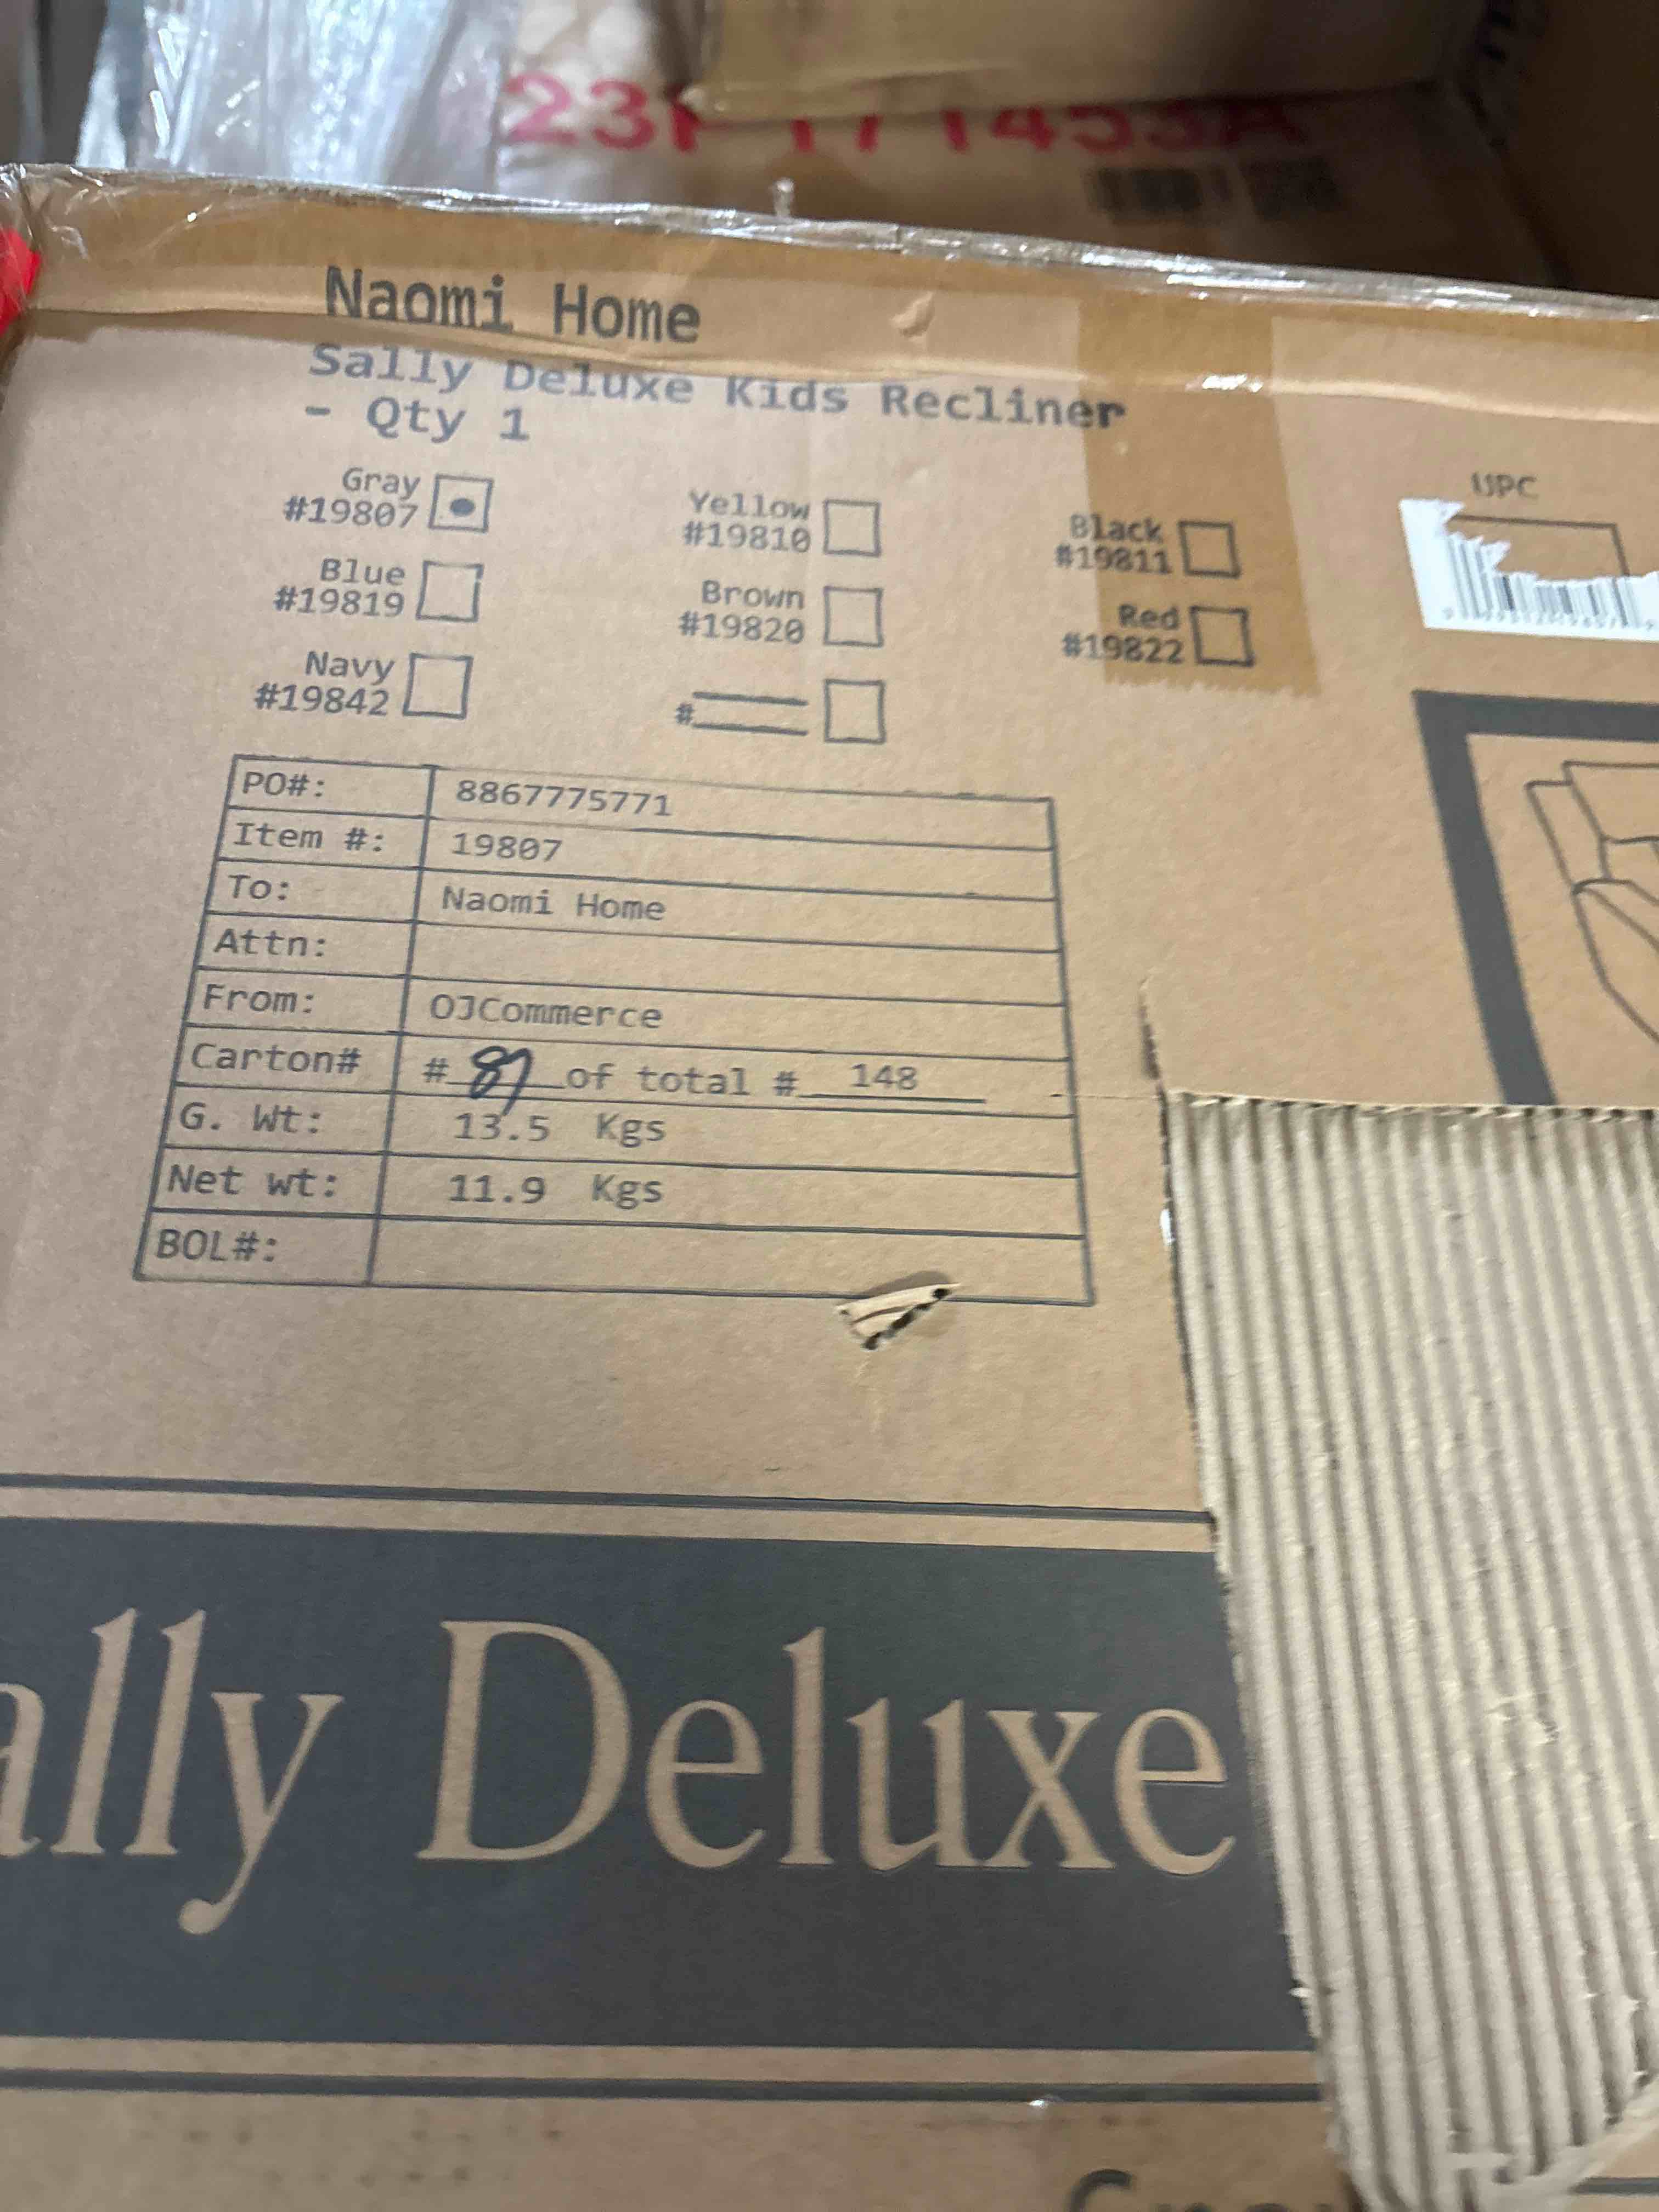 Naomi Home
Sally Deluxe Kids Recliner
- Qty 1
Gray
#19807
Yellow
#19810
Black
#19811
UPC
Blue
#19819
Brown
#19820
Red
#19822
Navy
#19842
#
PO#: 8867775771
Item #: 19807
To: Naomi Home
Attn:
From: OJCommerce
Carton# # 87 of total # 148
G. Wt: 13.5 Kgs
Net wt: 11.9 Kgs
BOL#:
ally Deluxe